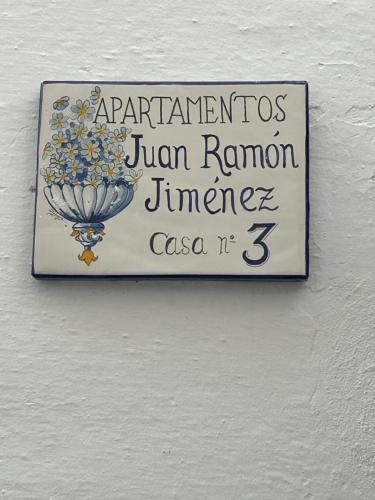 APARTAMENTOS
Juan Ramón
Jiménez
Casa nº 3